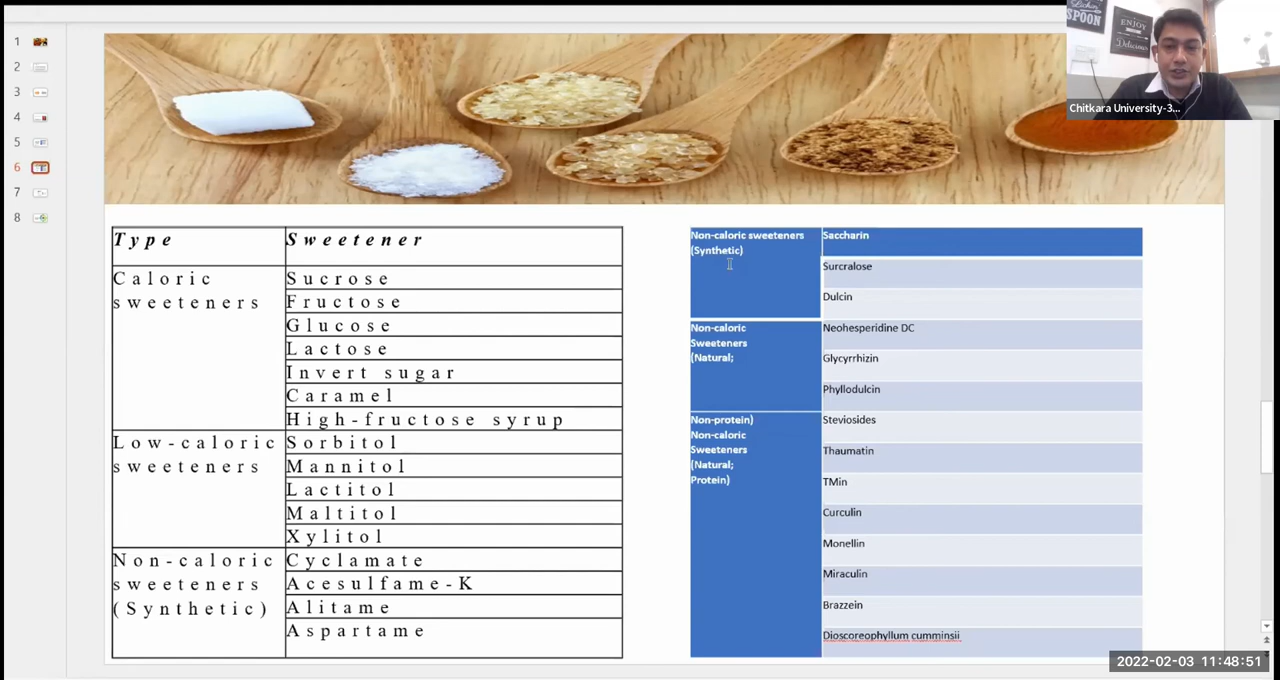 1
2
3
4
5
6
7
8
SPOON
ENJOY
Delicious
Chitkara University-3...
Type Sweetener
Caloric
sweeteners
Sucrose
Fructose
Glucose
Lactose
Invert sugar
Caramel
High-fructose syrup
Low-caloric
sweeteners
Sorbitol
Mannitol
Lactitol
Maltitol
Xylitol
Non-caloric
sweeteners
(Synthetic)
Cyclamate
Acesulfame-K
Alitame
Aspartame
Non-caloric sweeteners
(Synthetic)
Saccharin
Surcralose
Dulcin
Non-caloric
Sweeteners
(Natural;
Neohesperidine DC
Glycyrrhizin
Phyllodulcin
Non-protein)
Non-caloric
Sweeteners
(Natural;
Protein)
Steviosides
Thaumatin
TMin
Curculin
Monellin
Miraculin
Brazzein
Dioscoreophyllum cumminsii
2022-02-03 11:48:51